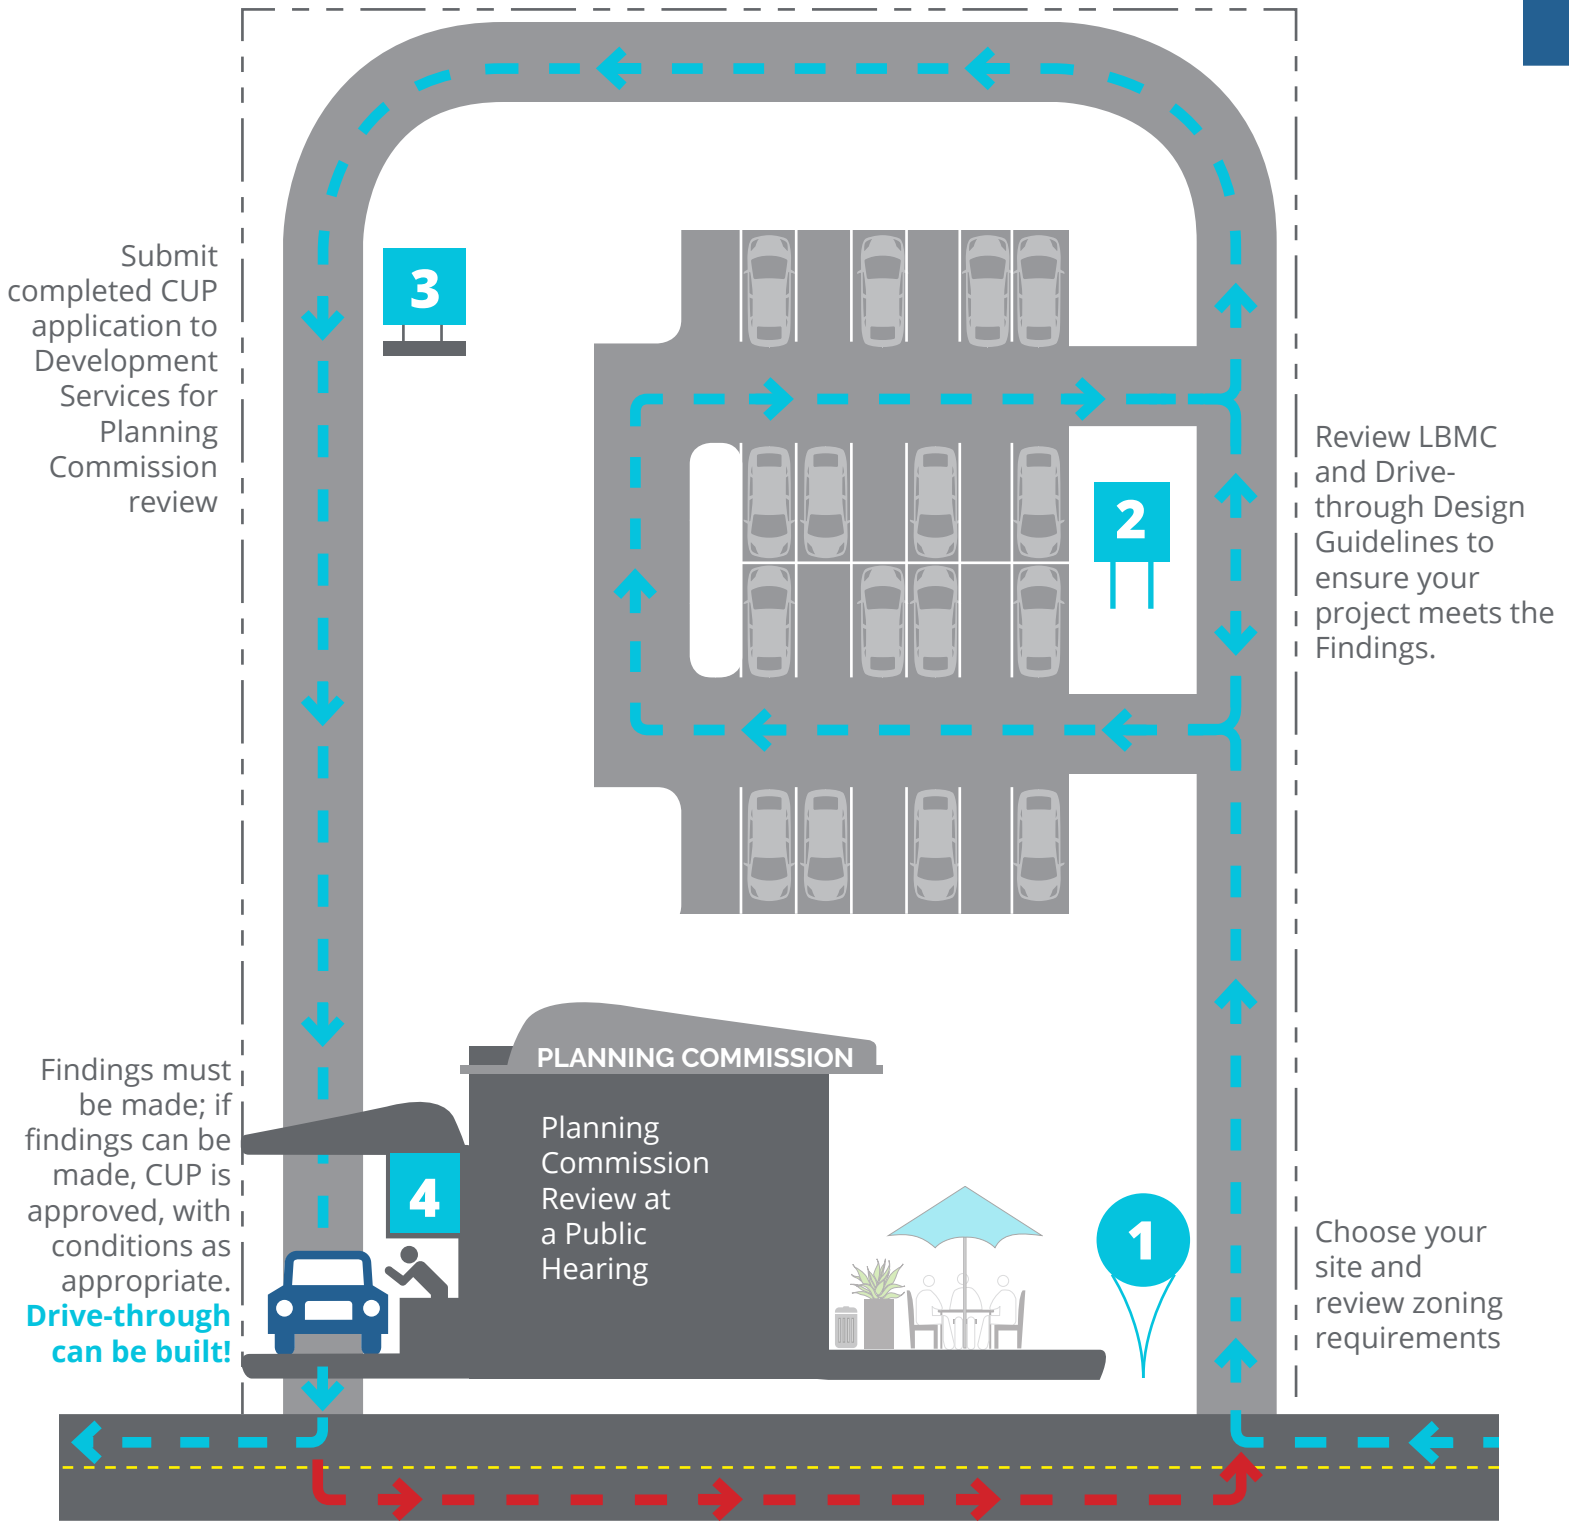 Submit
completed CUP
application to
Development
Services for
Planning
Commission
review
3
2
Review LBMC
and Drive-
through Design
Guidelines to
ensure your
project meets the
Findings.
Findings must
be made; if
findings can be
made, CUP is
approved, with
conditions as
appropriate.
Drive-through
can be built!
4
PLANNING COMMISSION
Planning
Commission
Review at
a Public
Hearing
1
Choose your
site and
review zoning
requirements